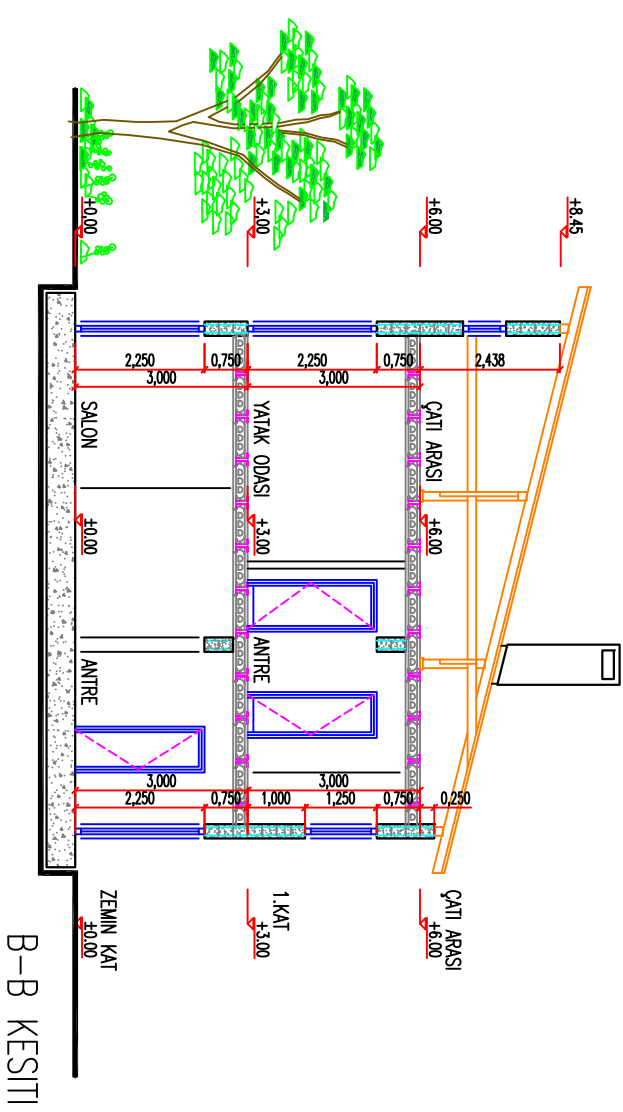 +8.45
2,438
+6.00
ÇATI ARASI
+6.00
0,250
ÇATI ARASI
+6.00
0,750
2,250
3,000
3,000
0,750
1,250
1,000
+3.00
YATAK ODASI
+3.00
ANTRE
1.KAT
+3.00
0,750
2,250
3,000
3,000
0,750
2,250
±0.00
SALON
±0.00
ANTRE
ZEMIN KAT
±0.00
B-B KESITI